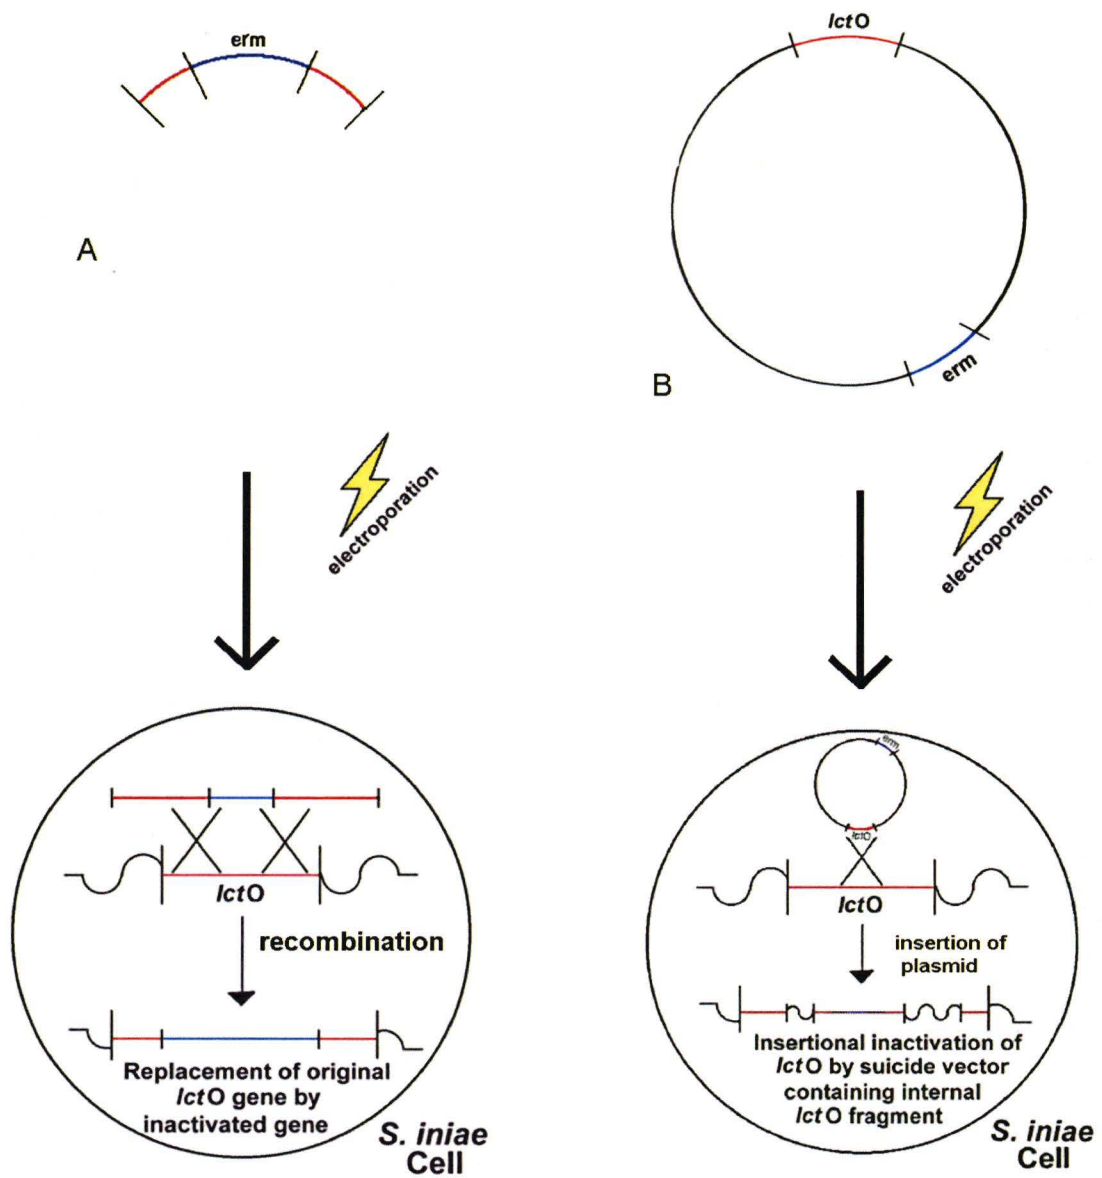 erm
A
electroporation
lctO
recombination
Replacement of original
lctO gene by
inactivated gene
S. iniae
Cell
lctO
erm
B
electroporation
erm
lctO
lctO
insertion of
plasmid
Insertional inactivation of
lctO by suicide vector
containing internal
lctO fragment
S. iniae
Cell